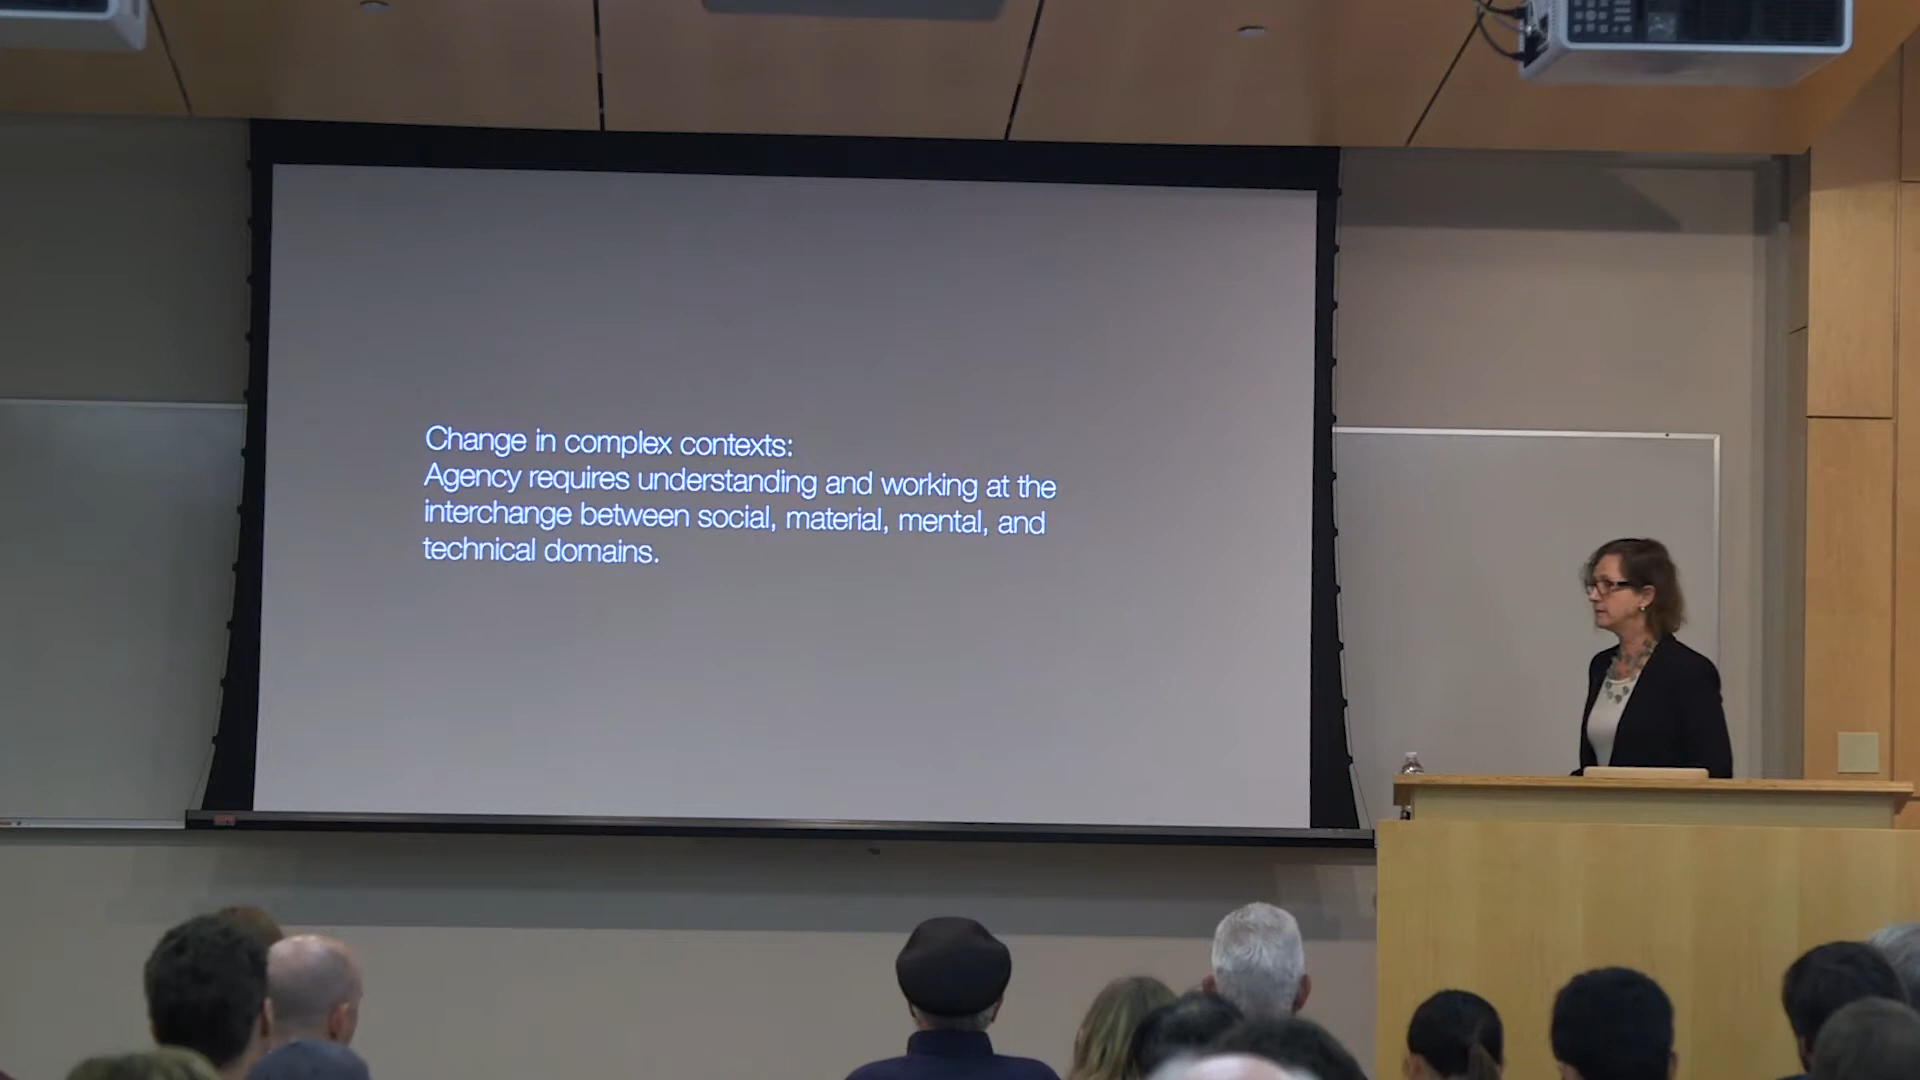 Change in complex contexts:
Agency requires understanding and working at the
interchange between social, material, mental, and
technical domains.